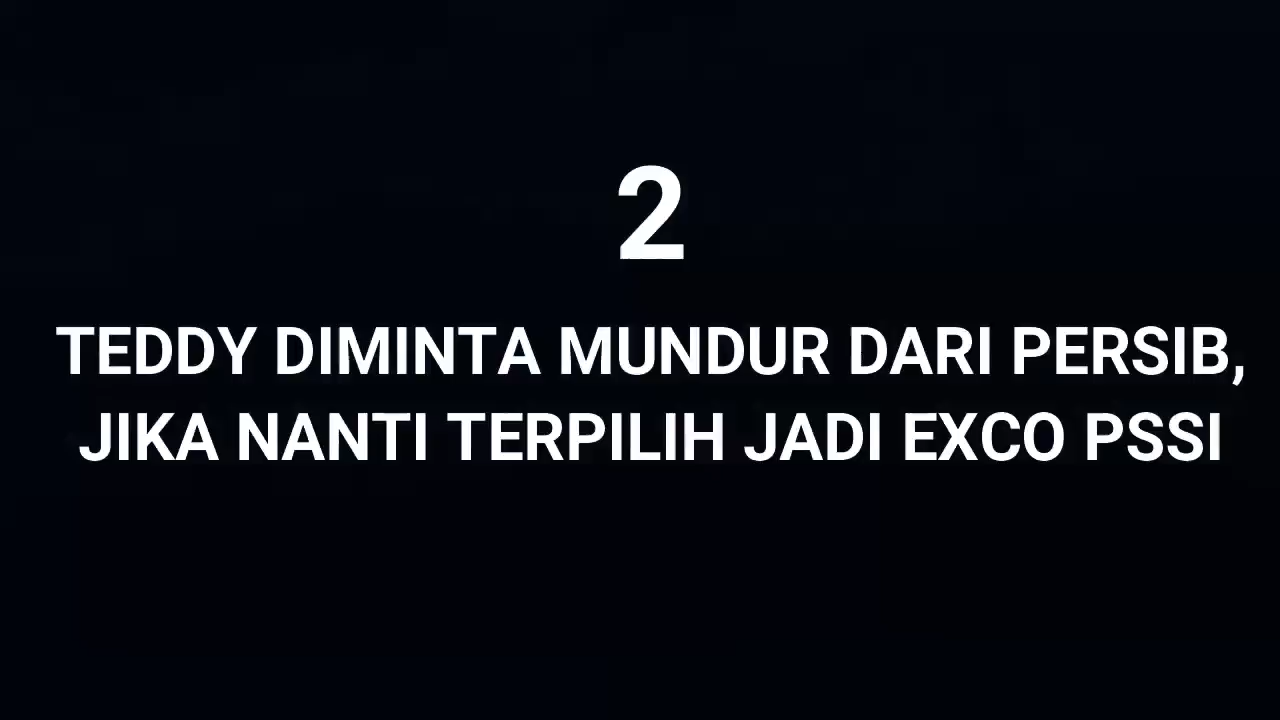 2
TEDDY DIMINTA MUNDUR DARI PERSIB,
JIKA NANTI TERPILIH JADI EXCO PSSI